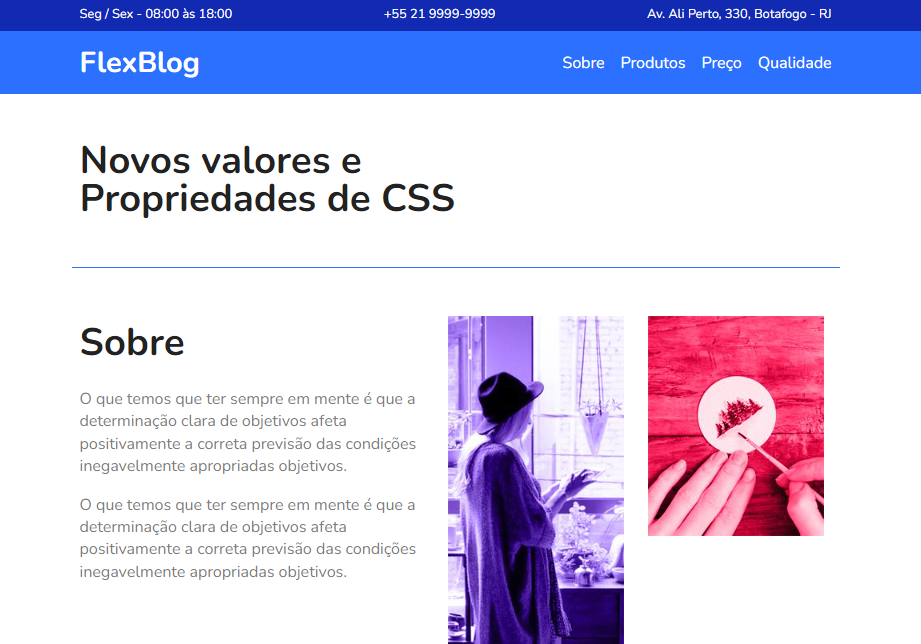 Seg / Sex - 08:00 às 18:00
+55 21 9999-9999
Av. Ali Perto, 330, Botafogo - RJ
FlexBlog
Sobre
Produtos
Preço
Qualidade
Novos valores e
Propriedades de CSS
Sobre
O que temos que ter sempre em mente é que a
determinação clara de objetivos afeta
positivamente a correta previsão das condições
inegavelmente apropriadas objetivos.
O que temos que ter sempre em mente é que a
determinação clara de objetivos afeta
positivamente a correta previsão das condições
inegavelmente apropriadas objetivos.